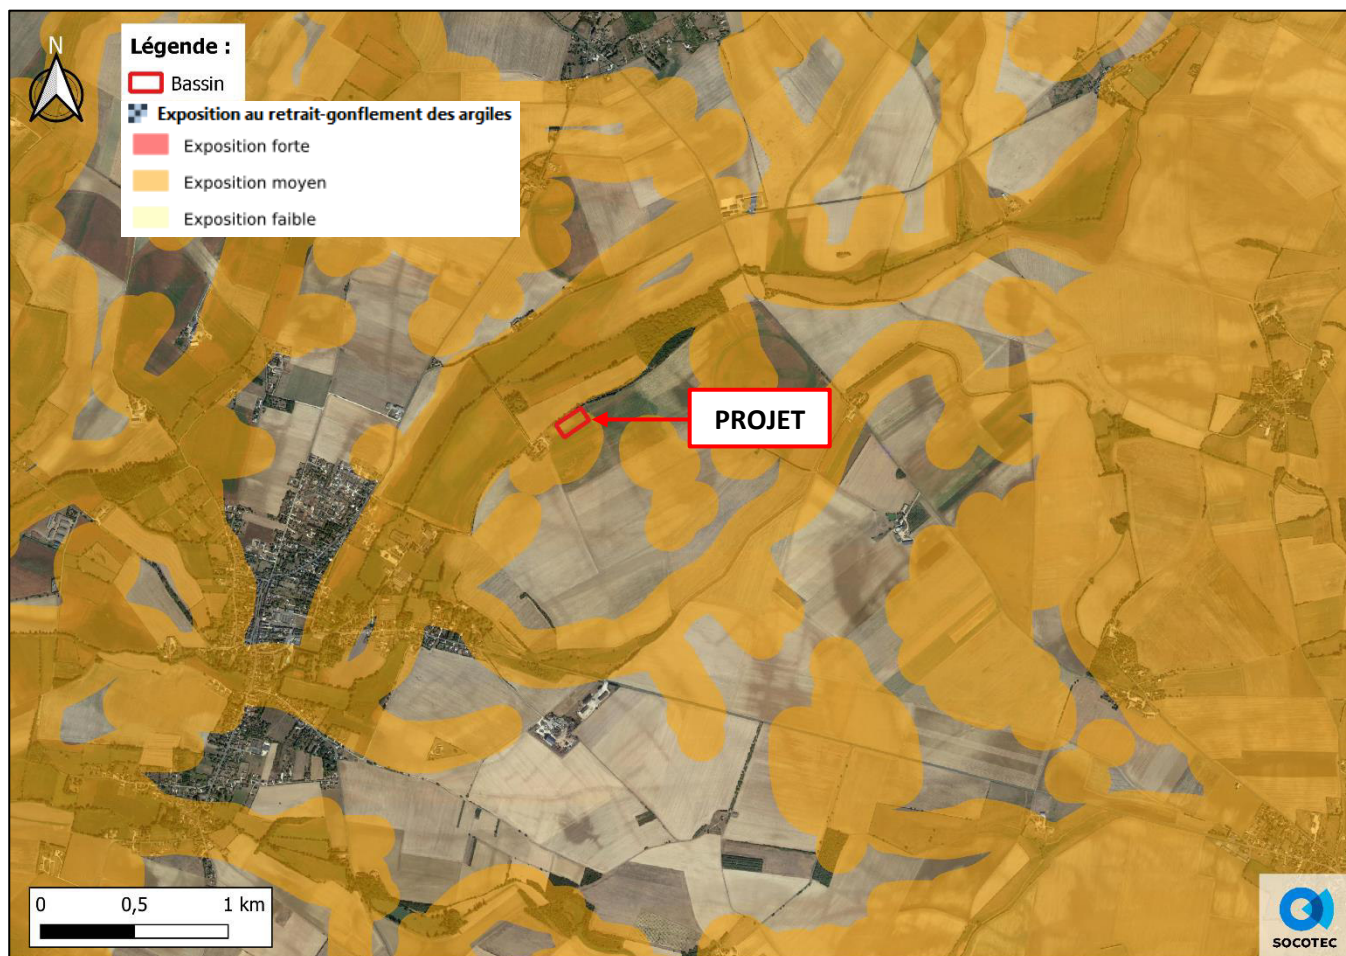 N
Légende :
Bassin
Exposition au retrait-gonflement des argiles
Exposition forte
Exposition moyen
Exposition faible
PROJET
0 0,5 1 km
SOCOTEC